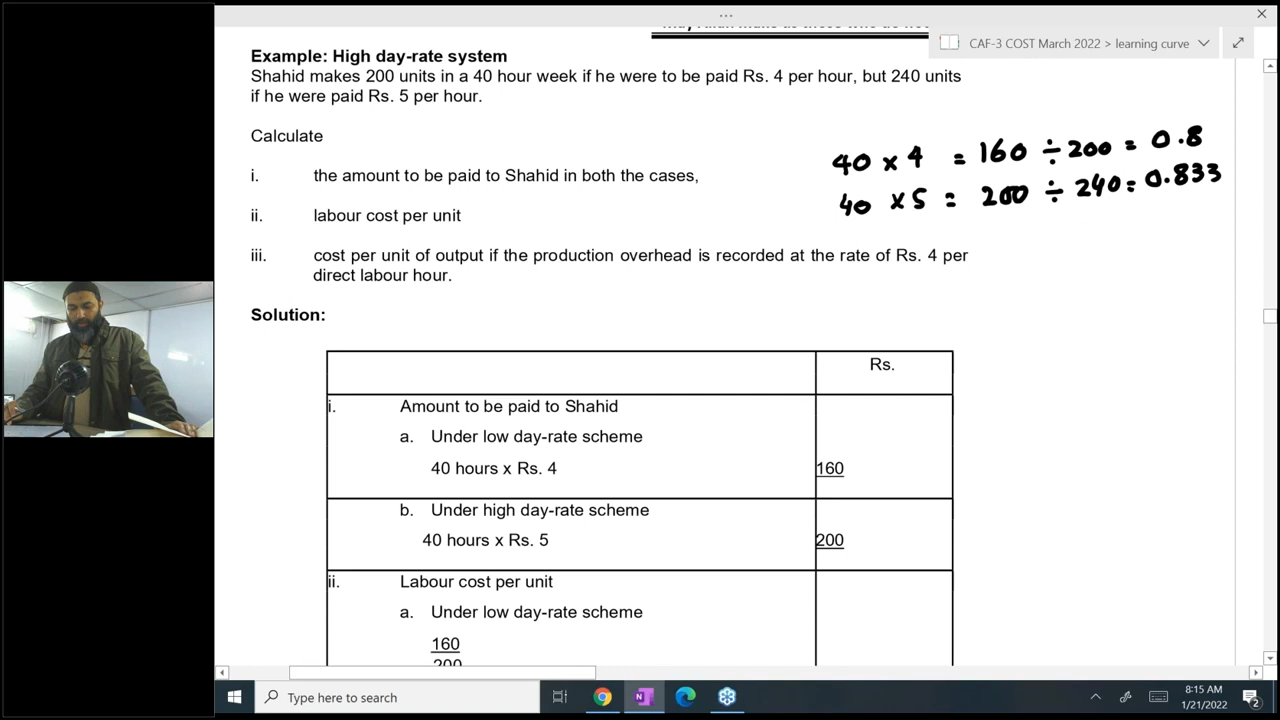 CAF-3 COST March 2022 > learning curve
Example: High day-rate system
Shahid makes 200 units in a 40 hour week if he were to be paid Rs. 4 per hour, but 240 units
if he were paid Rs. 5 per hour.
Calculate
40 x 4 = 160 ÷ 200 = 0.8
i. the amount to be paid to Shahid in both the cases,
40 x 5 = 200 ÷ 240 = 0.833
ii. labour cost per unit
iii. cost per unit of output if the production overhead is recorded at the rate of Rs. 4 per
direct labour hour.
Solution:
Rs.
i. Amount to be paid to Shahid
a. Under low day-rate scheme
40 hours x Rs. 4 160
b. Under high day-rate scheme
40 hours x Rs. 5 200
ii. Labour cost per unit
a. Under low day-rate scheme
160
200
Type here to search
8:15 AM
1/21/2022
2